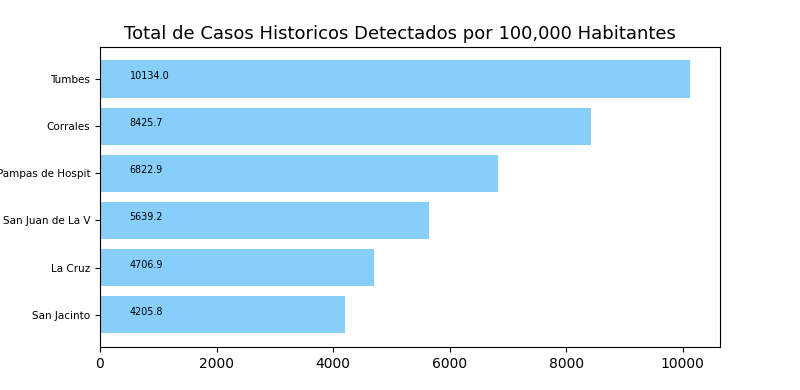 Total de Casos Historicos Detectados por 100,000 Habitantes
Tumbes 10134.0
Corrales 8425.7
Pampas de Hospit 6822.9
San Juan de La V 5639.2
La Cruz 4706.9
San Jacinto 4205.8
0 2000 4000 6000 8000 10000